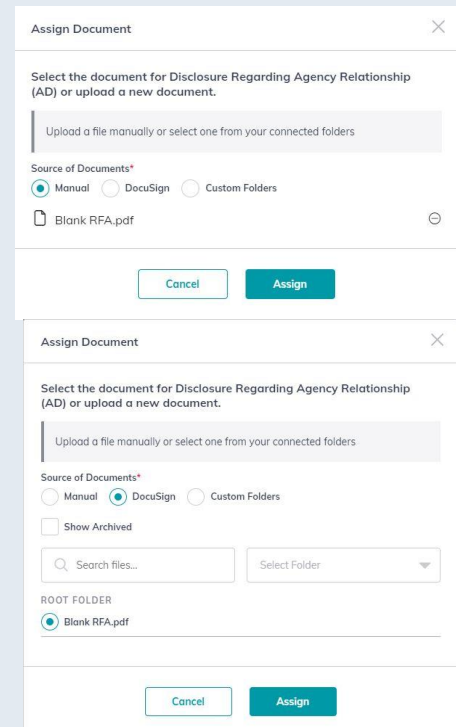 Assign Document
Select the document for Disclosure Regarding Agency Relationship
(AD) or upload a new document.
Upload a file manually or select one from your connected folders
Source of Documents*
Manual DocuSign Custom Folders
Blank RFA.pdf
Cancel Assign
Assign Document
Select the document for Disclosure Regarding Agency Relationship
(AD) or upload a new document.
Upload a file manually or select one from your connected folders
Source of Documents*
Manual DocuSign Custom Folders
Show Archived
Search files... Select Folder
ROOT FOLDER
Blank RFA.pdf
Cancel Assign